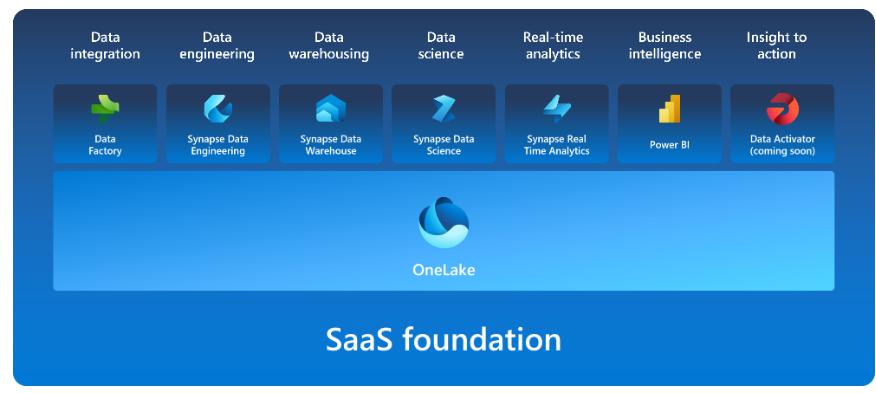 Data
integration
Data
engineering
Data
warehousing
Data
science
Real-time
analytics
Business
intelligence
Insight to
action
Data
Factory
Synapse Data
Engineering
Synapse Data
Warehouse
Synapse Data
Science
Synapse Real
Time Analytics
Power BI
Data Activator
(coming soon)
OneLake
SaaS foundation